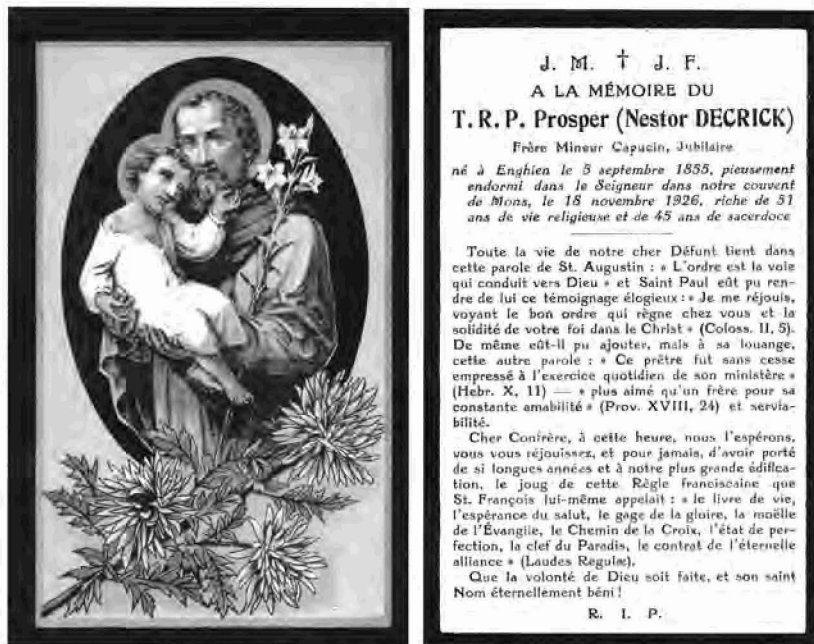 J. M. † J. F.
A LA MÉMOIRE DU
T. R. P. Prosper (Nestor DECRICK)
Frère Mineur Capucin, Jubilaire
né à Enghien le 5 septembre 1855, pieusement
endormi dans le Seigneur dans notre couvent
de Mons, le 18 novembre 1926, riche de 51
ans de vie religieuse et de 45 ans de sacerdoce
Toute la vie de notre cher Défunt tient dans
cette parole de St. Augustin : « L'ordre est la voie
qui conduit vers Dieu » et Saint Paul eût pu ren-
dre de lui ce témoignage élogieux : « Je me réjouis,
voyant le bon ordre qui règne chez vous et la
solidité de votre foi dans le Christ » (Coloss. II, 5).
De même eût-il pu ajouter, mais à sa louange,
cette autre parole : « Ce prêtre fut sans cesse
empressé à l'exercice quotidien de son ministère »
(Hebr. X, 11) — « plus aimé qu'un frère pour sa
constante amabilité » (Prov. XVIII, 24) et servia-
bilité.
Cher Confrère, à cette heure, nous l'espérons,
vous vous réjouissez, et pour jamais, d'avoir porté
de si longues années et à notre plus grande édifica-
tion, le joug de cette Règle franciscaine que
St. François lui-même appelait : « le livre de vie,
l'espérance du salut, le gage de la gloire, la moëlle
de l'Évangile, le Chemin de la Croix, l'état de per-
fection, la clef du Paradis, le contrat de l'éternelle
alliance » (Laudes Regulæ).
Que la volonté de Dieu soit faite, et son saint
Nom éternellement béni !
R. I. P.